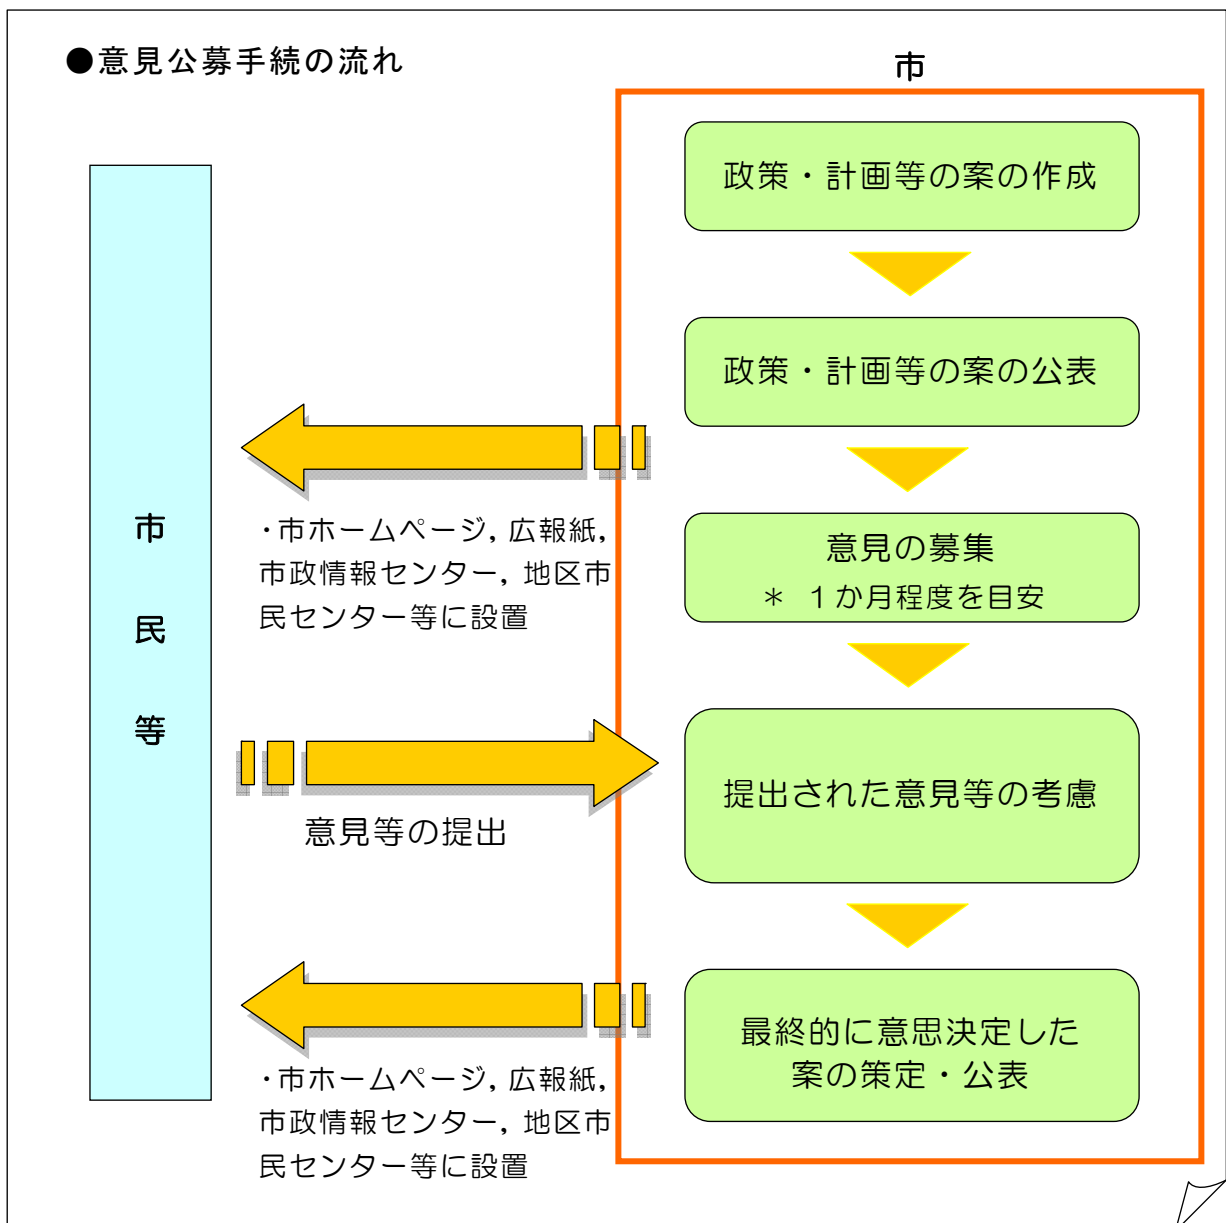 ●意見公募手続の流れ
市
政策・計画等の案の作成
政策・計画等の案の公表
・市ホームページ，広報紙，
市政情報センター，地区市
民センター等に設置
意見の募集
＊ １か月程度を目安
市民等
意見等の提出
提出された意見等の考慮
・市ホームページ，広報紙，
市政情報センター，地区市
民センター等に設置
最終的に意思決定した
案の策定・公表